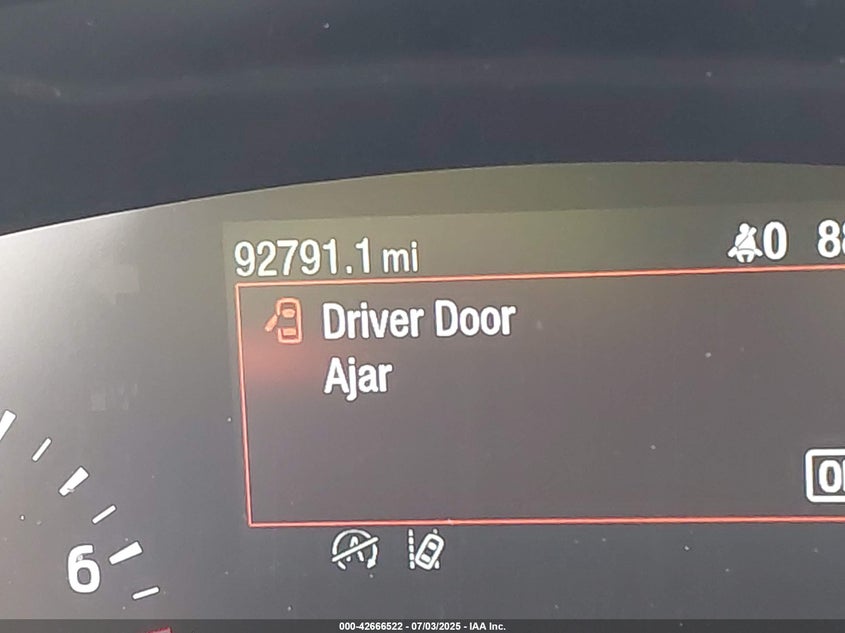 92791.1 mi
0
Driver Door
Ajar
6
000-42666522 - 07/03/2025 - IAA Inc.